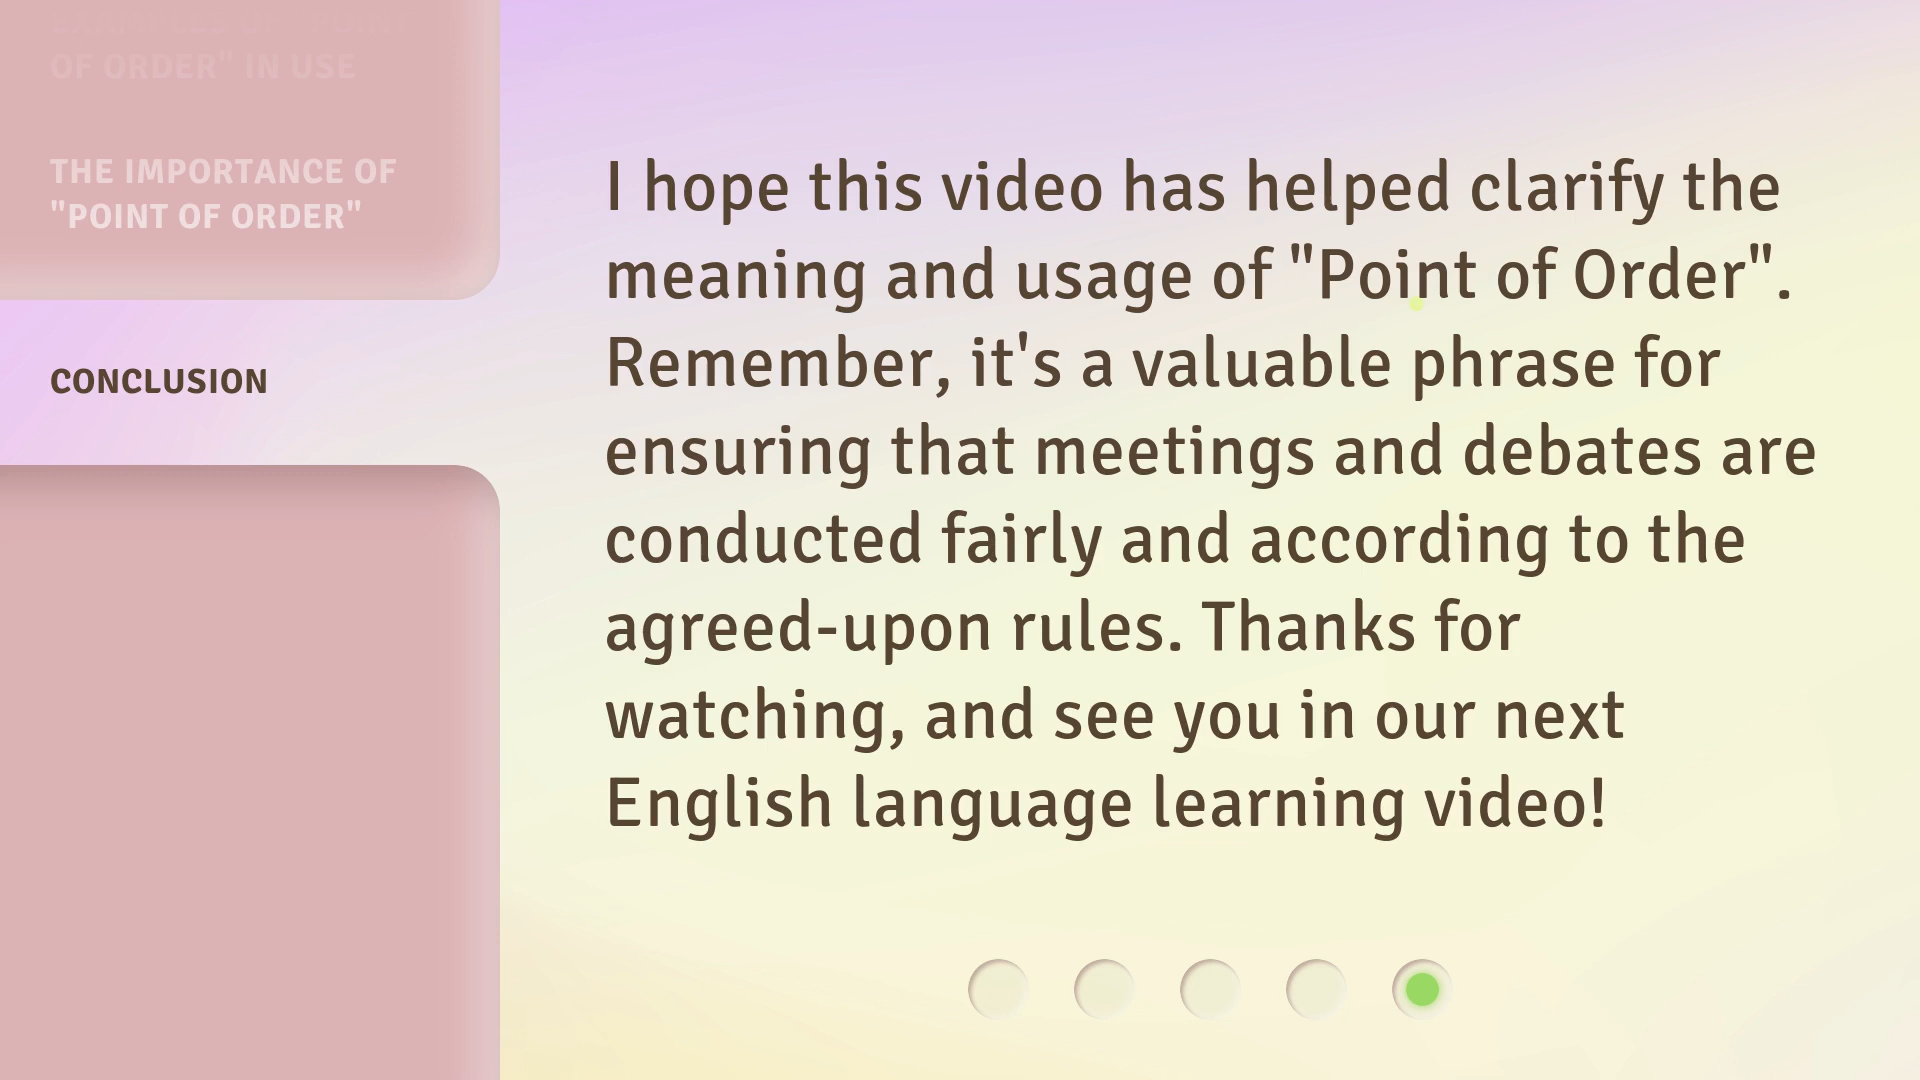 EXAMPLES OF "POINT
OF ORDER" IN USE
THE IMPORTANCE OF
"POINT OF ORDER"
CONCLUSION
I hope this video has helped clarify the
meaning and usage of "Point of Order".
Remember, it's a valuable phrase for
ensuring that meetings and debates are
conducted fairly and according to the
agreed-upon rules. Thanks for
watching, and see you in our next
English language learning video!